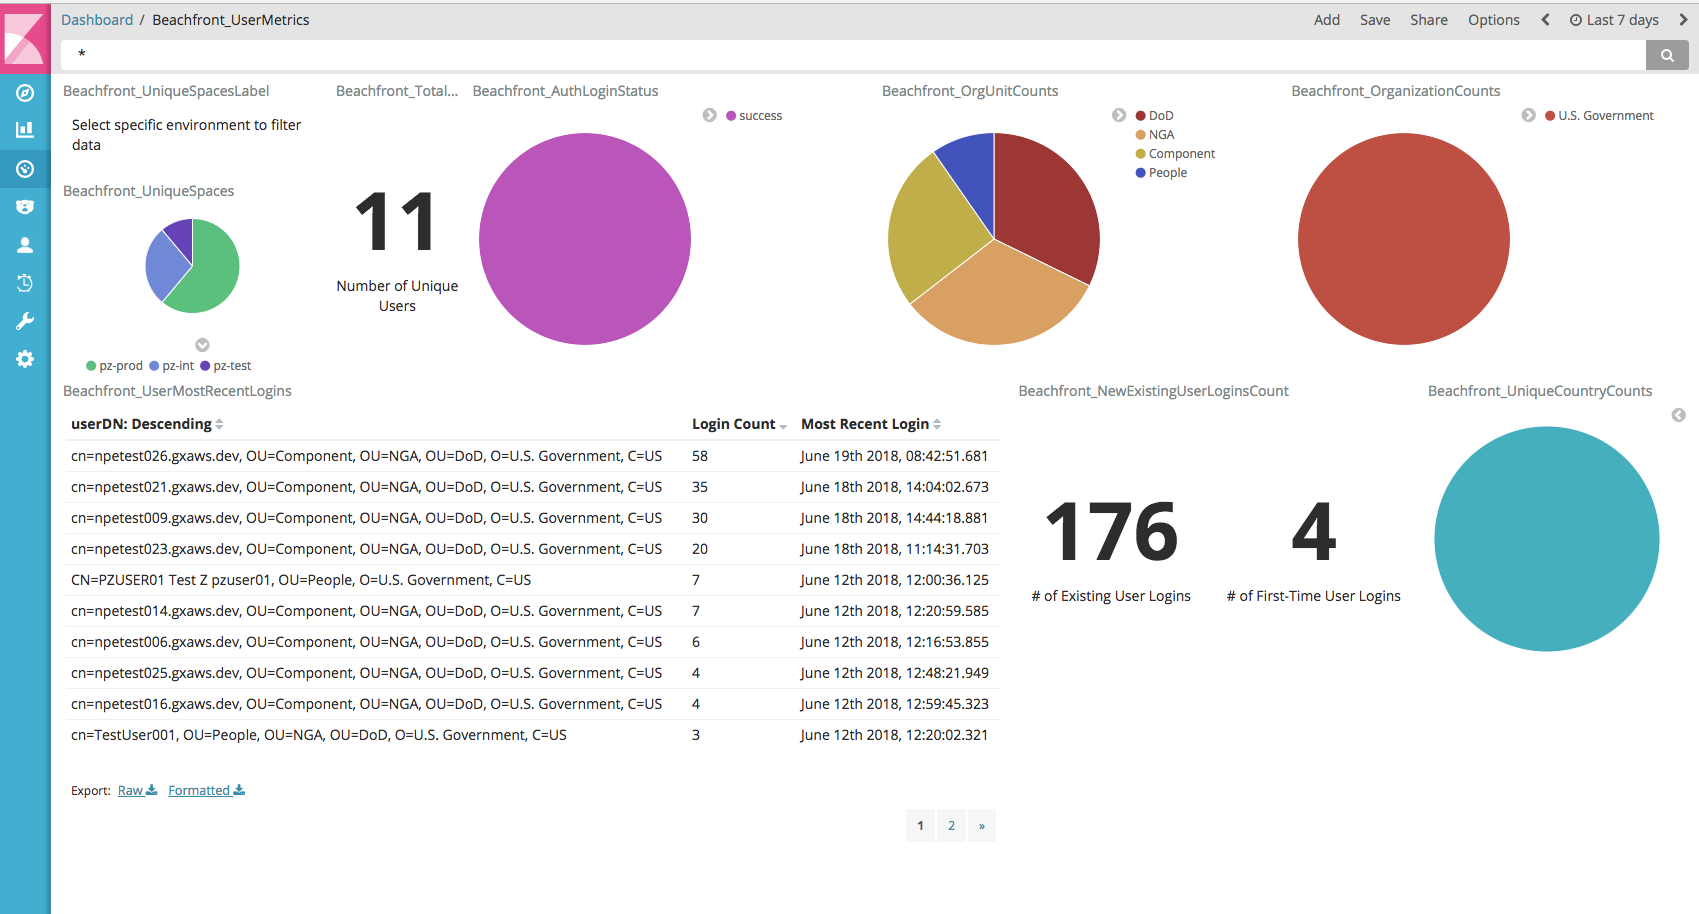 Dashboard / Beachfront_UserMetrics
Add Save Share Options Last 7 days
*
Beachfront_UniqueSpacesLabel
Select specific environment to filter
data
Beachfront_UniqueSpaces
pz-prod pz-int pz-test
Beachfront_Total...
11
Number of Unique
Users
Beachfront_AuthLoginStatus
success
Beachfront_OrgUnitCounts
DoD
NGA
Component
People
Beachfront_OrganizationCounts
U.S. Government
Beachfront_UserMostRecentLogins
userDN: Descending Login Count Most Recent Login
cn=npetest026.gxaws.dev, OU=Component, OU=NGA, OU=DoD, O=U.S. Government, C=US 58 June 19th 2018, 08:42:51.681
cn=npetest021.gxaws.dev, OU=Component, OU=NGA, OU=DoD, O=U.S. Government, C=US 35 June 18th 2018, 14:04:02.673
cn=npetest009.gxaws.dev, OU=Component, OU=NGA, OU=DoD, O=U.S. Government, C=US 30 June 18th 2018, 14:44:18.881
cn=npetest023.gxaws.dev, OU=Component, OU=NGA, OU=DoD, O=U.S. Government, C=US 20 June 18th 2018, 11:14:31.703
CN=PZUSER01 Test Z pzuser01, OU=People, O=U.S. Government, C=US 7 June 12th 2018, 12:00:36.125
cn=npetest014.gxaws.dev, OU=Component, OU=NGA, OU=DoD, O=U.S. Government, C=US 7 June 12th 2018, 12:20:59.585
cn=npetest006.gxaws.dev, OU=Component, OU=NGA, OU=DoD, O=U.S. Government, C=US 6 June 12th 2018, 12:16:53.855
cn=npetest025.gxaws.dev, OU=Component, OU=NGA, OU=DoD, O=U.S. Government, C=US 4 June 12th 2018, 12:48:21.949
cn=npetest016.gxaws.dev, OU=Component, OU=NGA, OU=DoD, O=U.S. Government, C=US 4 June 12th 2018, 12:59:45.323
cn=TestUser001, OU=People, OU=NGA, OU=DoD, O=U.S. Government, C=US 3 June 12th 2018, 12:20:02.321
Export: Raw Formatted
1 2 »
Beachfront_NewExistingUserLoginsCount
176 4
# of Existing User Logins # of First-Time User Logins
Beachfront_UniqueCountryCounts